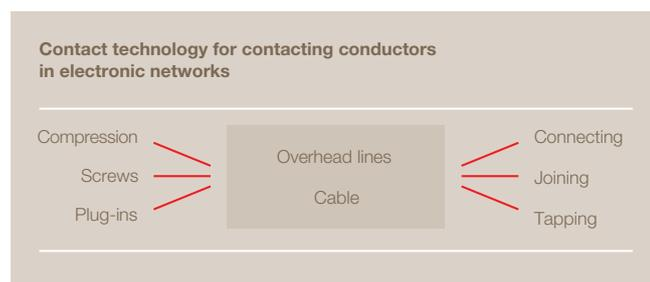 Contact technology for contacting conductors
in electronic networks
Compression
Screws
Plug-ins
Overhead lines
Cable
Connecting
Joining
Tapping